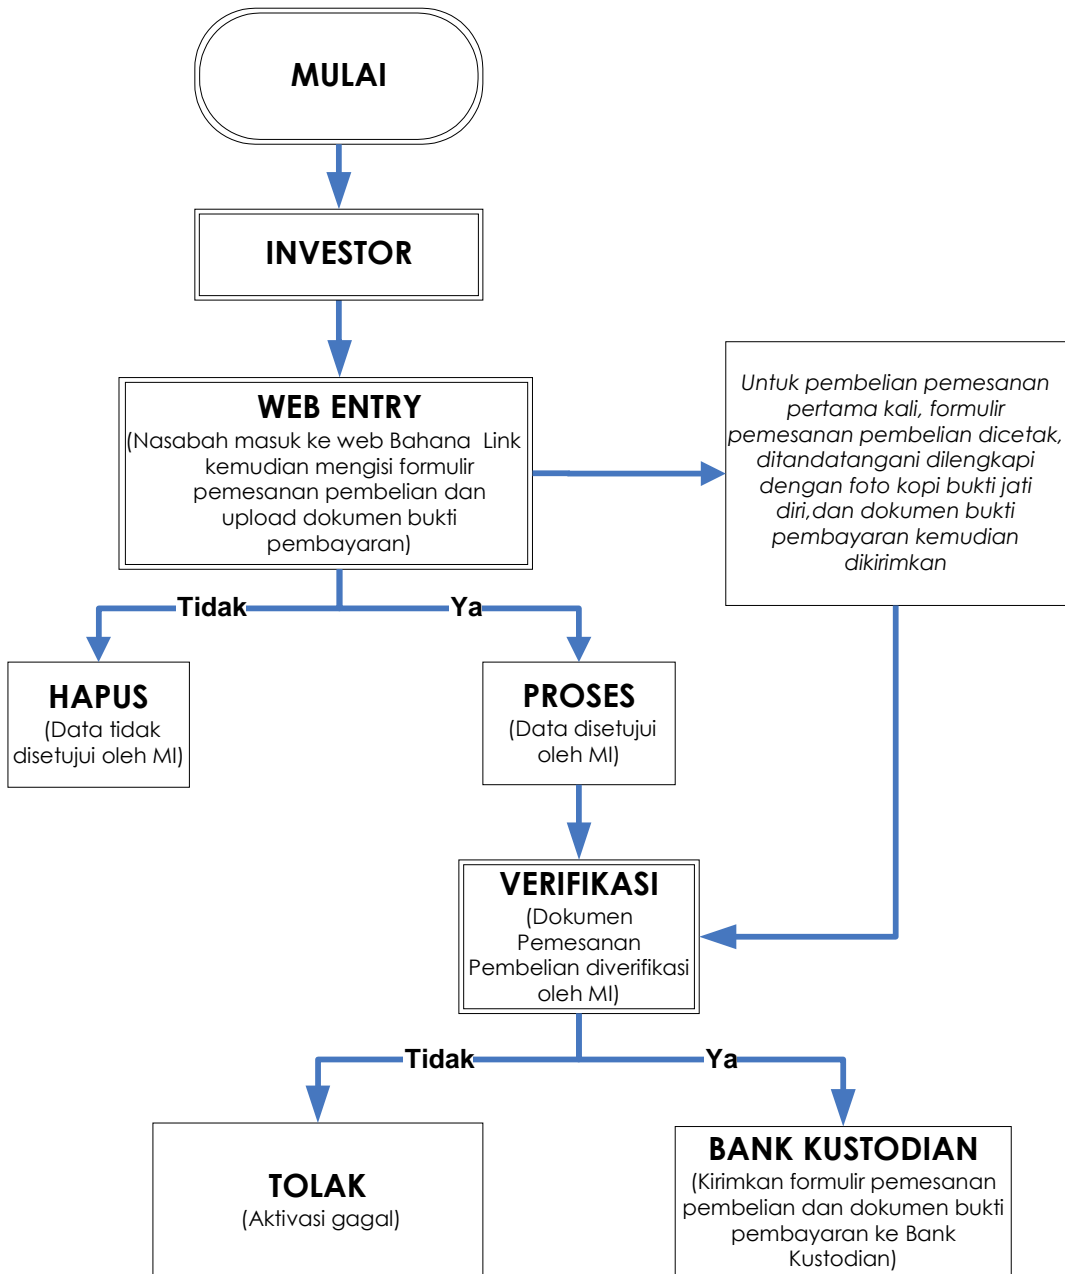 MULAI
INVESTOR
WEB ENTRY
(Nasabah masuk ke web Bahana  Link
kemudian mengisi formulir
pemesanan pembelian dan
upload dokumen bukti
pembayaran)
Untuk pembelian pemesanan
pertama kali, formulir
pemesanan pembelian dicetak,
ditandatangani dilengkapi
dengan foto kopi bukti jati
diri,dan dokumen bukti
pembayaran kemudian
dikirimkan
Tidak
Ya
HAPUS
(Data tidak
disetujui oleh MI)
PROSES
(Data disetujui
oleh MI)
VERIFIKASI
(Dokumen
Pemesanan
Pembelian diverifikasi
oleh MI)
Tidak
Ya
TOLAK
(Aktivasi gagal)
BANK KUSTODIAN
(Kirimkan formulir pemesanan
pembelian dan dokumen bukti
pembayaran ke Bank
Kustodian)